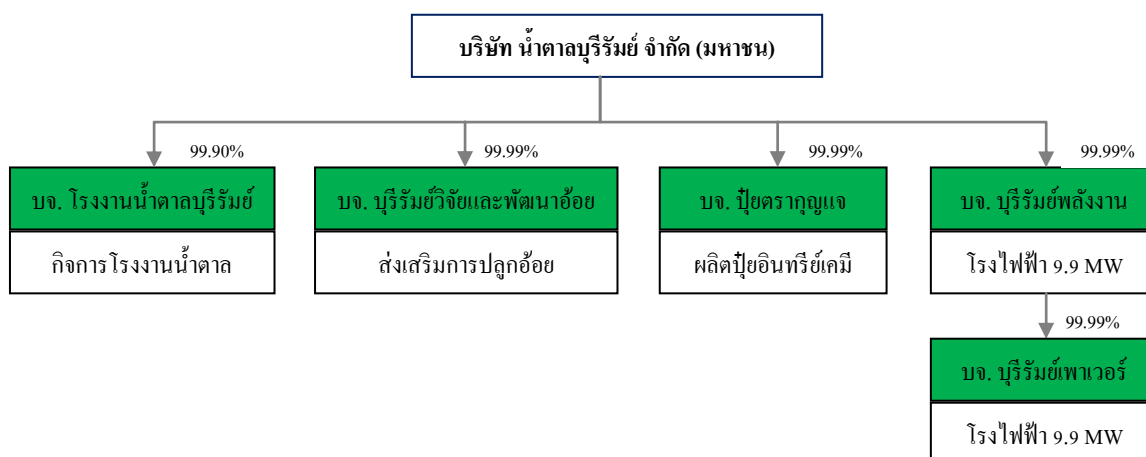 บริษัท น้ำตาลบุรีรัมย์ จำกัด (มหาชน)
99.90%
99.99%
99.99%
99.99%
บจ. โรงงานน้ำตาลบุรีรัมย์
บจ. บุรีรัมย์วิจัยและพัฒนาอ้อย
บจ. ปุ๋ยตรากุญแจ
บจ. บุรีรัมย์พลังงาน
กิจการโรงงานน้ำตาล
ส่งเสริมการปลูกอ้อย
ผลิตปุ๋ยอินทรีย์เคมี
โรงไฟฟ้า 9.9 MW
99.99%
บจ. บุรีรัมย์เพาเวอร์
โรงไฟฟ้า 9.9 MW